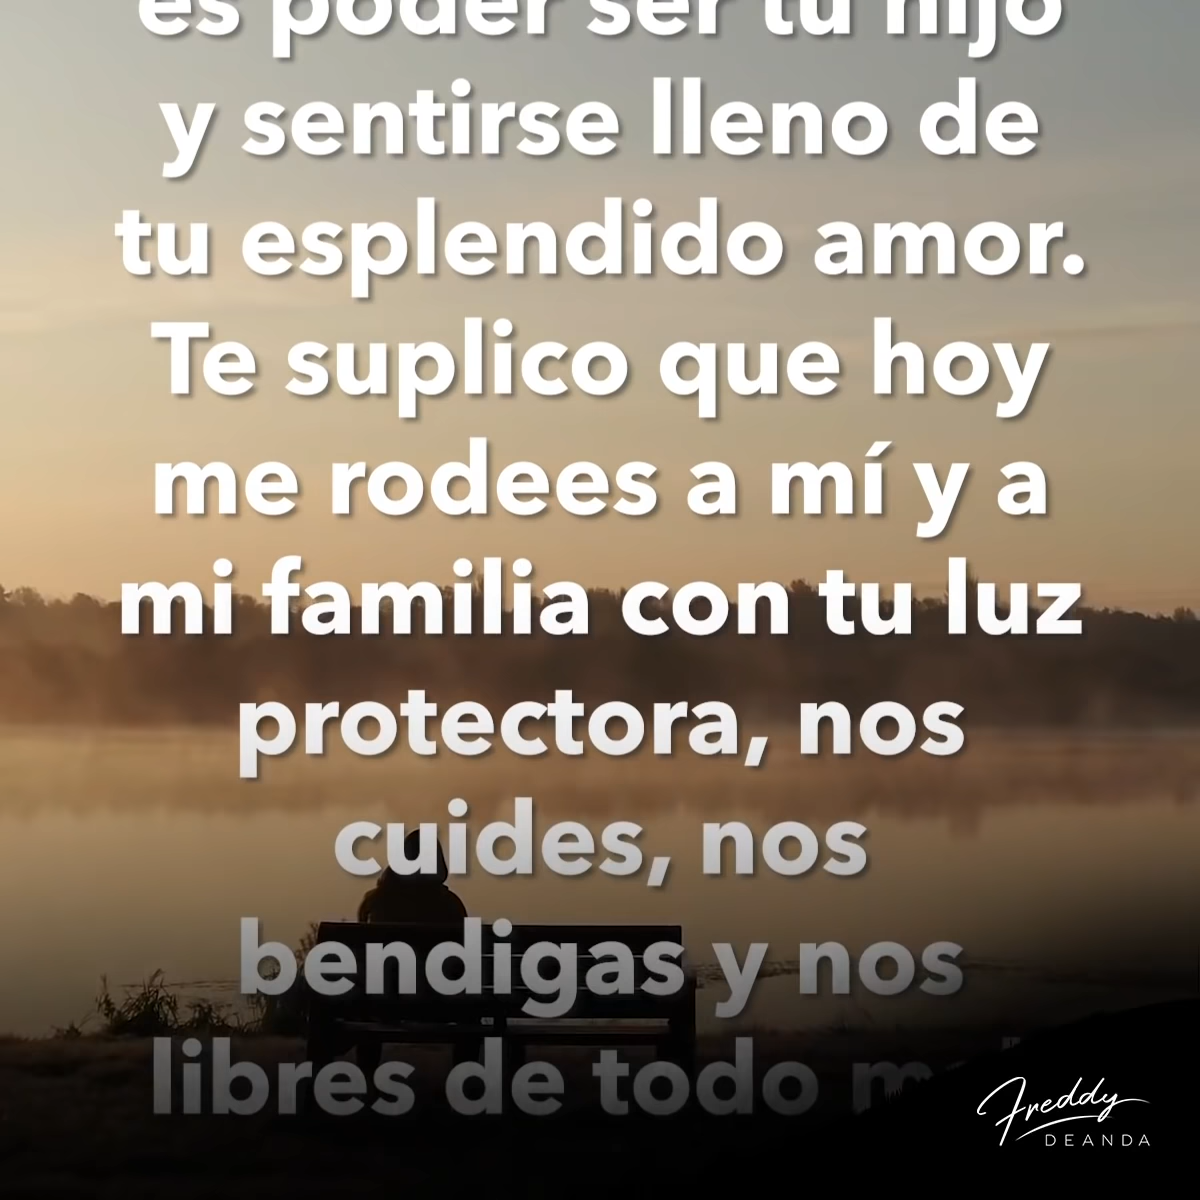 es poder ser tu hijo
y sentirse lleno de
tu esplendido amor.
Te suplico que hoy
me rodees a mí y a
mi familia con tu luz
protectora, nos
cuides, nos
bendigas y nos
libres de todo
Freddy
DEANDA